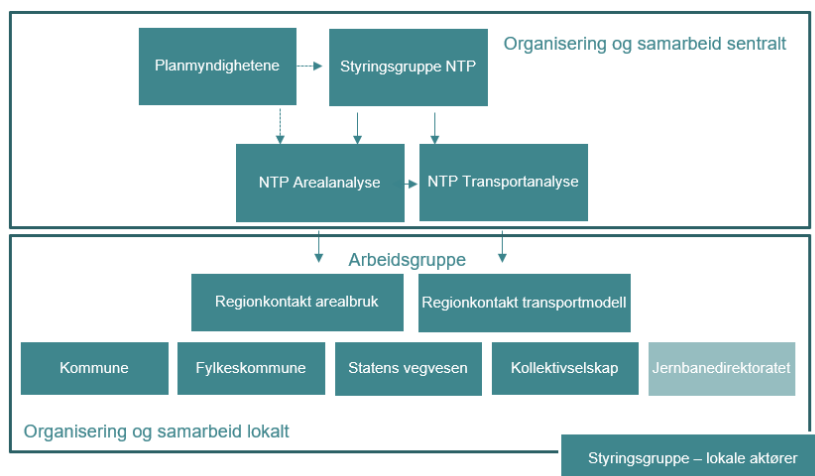 Organisering og samarbeid sentralt
Planmyndighetene
Styringsgruppe NTP
NTP Arealanalyse
NTP Transportanalyse
Arbeidsgruppe
Regionkontakt arealbruk
Regionkontakt transportmodell
Kommune
Fylkeskommune
Statens vegvesen
Kollektivselskap
Jernbanedirektoratet
Organisering og samarbeid lokalt
Styringsgruppe – lokale aktører